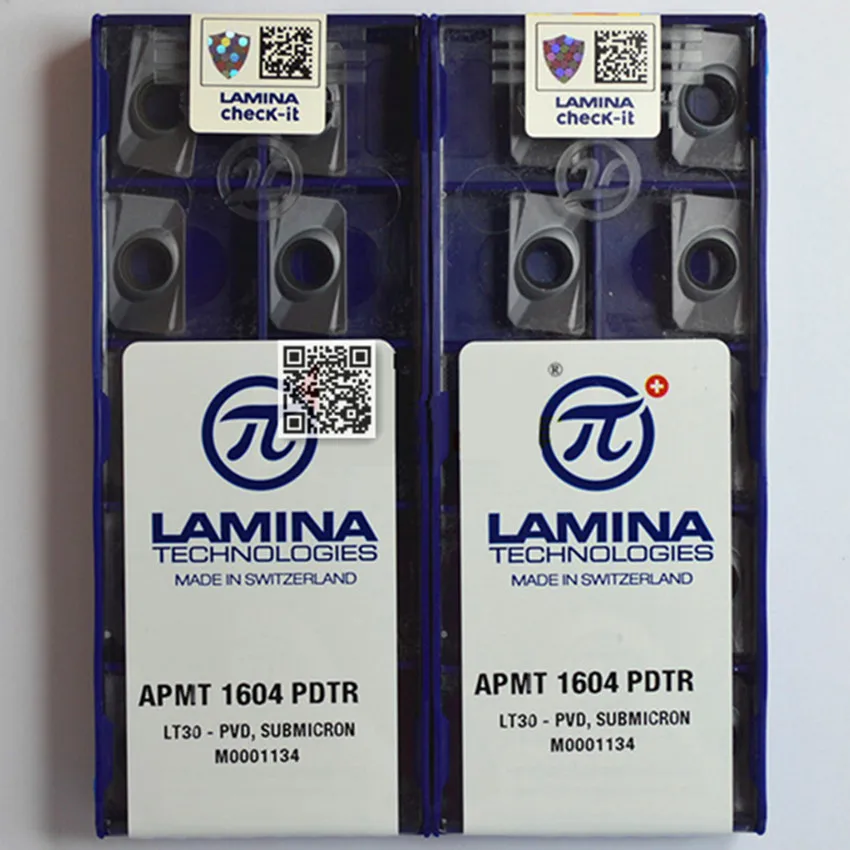 LAMINA
check-it
LAMINA
check-it
π
LAMINA
TECHNOLOGIES
MADE IN SWITZERLAND
APMT 1604 PDTR
LT30 - PVD, SUBMICRON
M0001134
®
π
LAMINA
TECHNOLOGIES
MADE IN SWITZERLAND
APMT 1604 PDTR
LT30 - PVD, SUBMICRON
M0001134